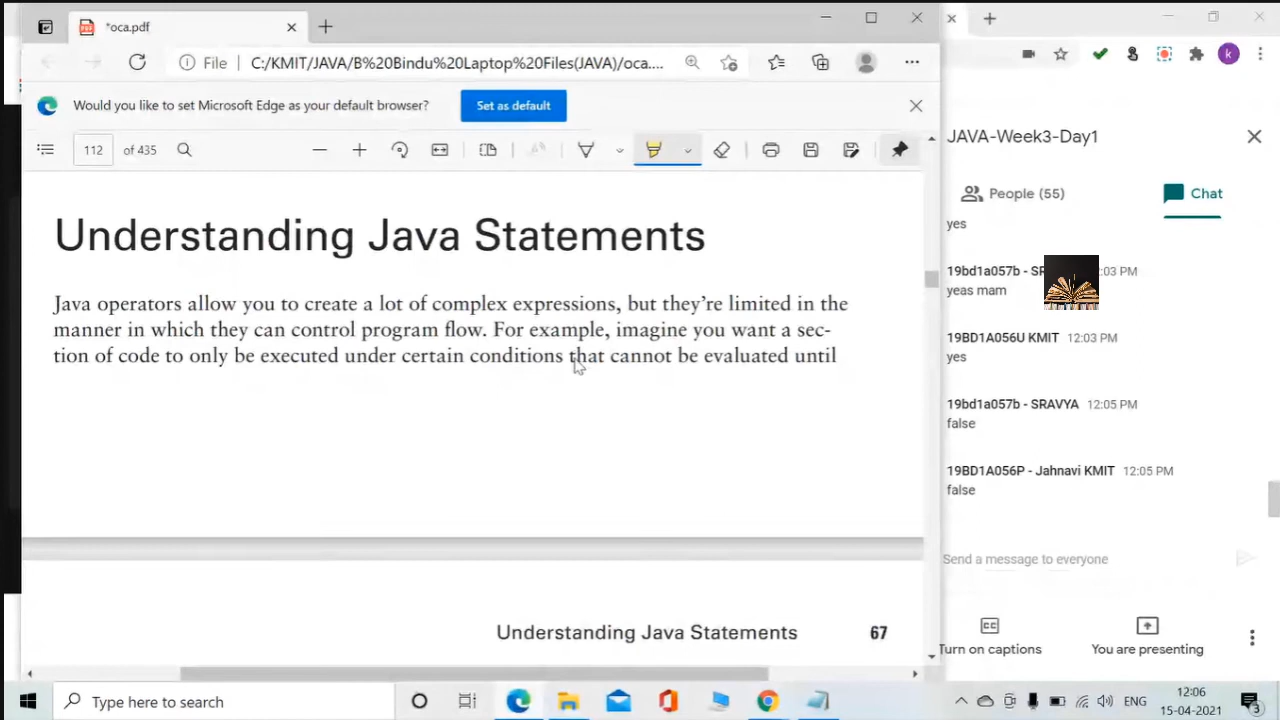 *oca.pdf
File
C:/KMIT/JAVA/B%20Bindu%20Laptop%20Files(JAVA)/oca....
Would you like to set Microsoft Edge as your default browser?
Set as default
112 of 435
Understanding Java Statements
Java operators allow you to create a lot of complex expressions, but they're limited in the
manner in which they can control program flow. For example, imagine you want a sec-
tion of code to only be executed under certain conditions that cannot be evaluated until
Understanding Java Statements 67
k
JAVA-Week3-Day1
People (55)
Chat
yes
19bd1a057b - SR :03 PM
yeas mam
19BD1A056U KMIT 12:03 PM
yes
19bd1a057b - SRAVYA 12:05 PM
false
19BD1A056P - Jahnavi KMIT 12:05 PM
false
Send a message to everyone
Turn on captions
You are presenting
Type here to search
ENG
12:06
15-04-2021
3